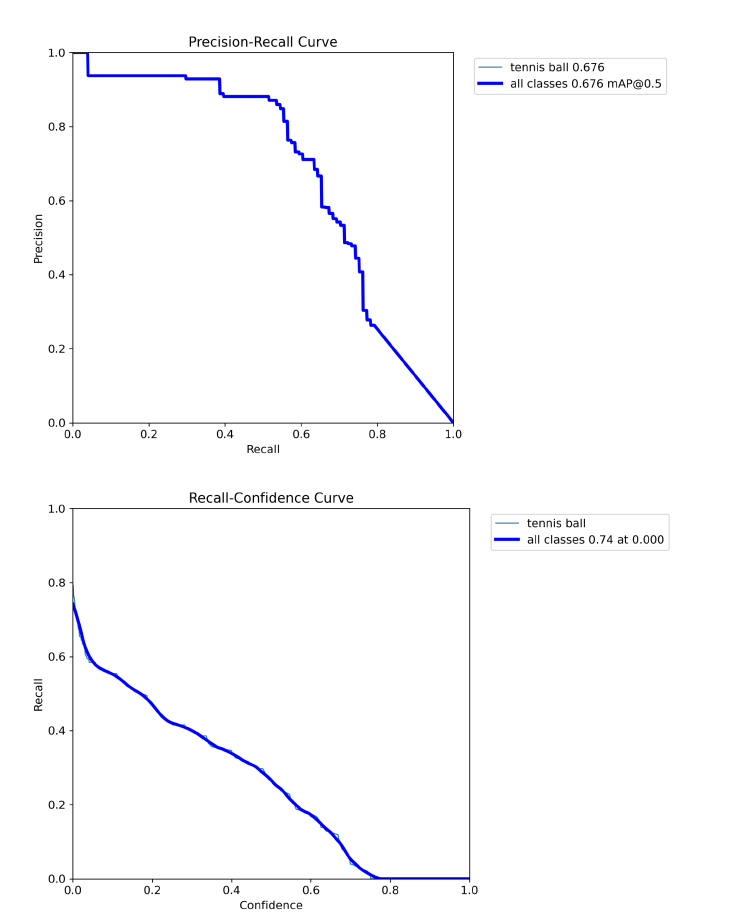 Precision-Recall Curve
tennis ball 0.676
all classes 0.676 mAP@0.5
1.0
0.8
0.6
0.4
0.2
0.0
Precision
0.0 0.2 0.4 0.6 0.8 1.0
Recall
Recall-Confidence Curve
tennis ball
all classes 0.74 at 0.000
1.0
0.8
0.6
0.4
0.2
0.0
Recall
0.0 0.2 0.4 0.6 0.8 1.0
Confidence